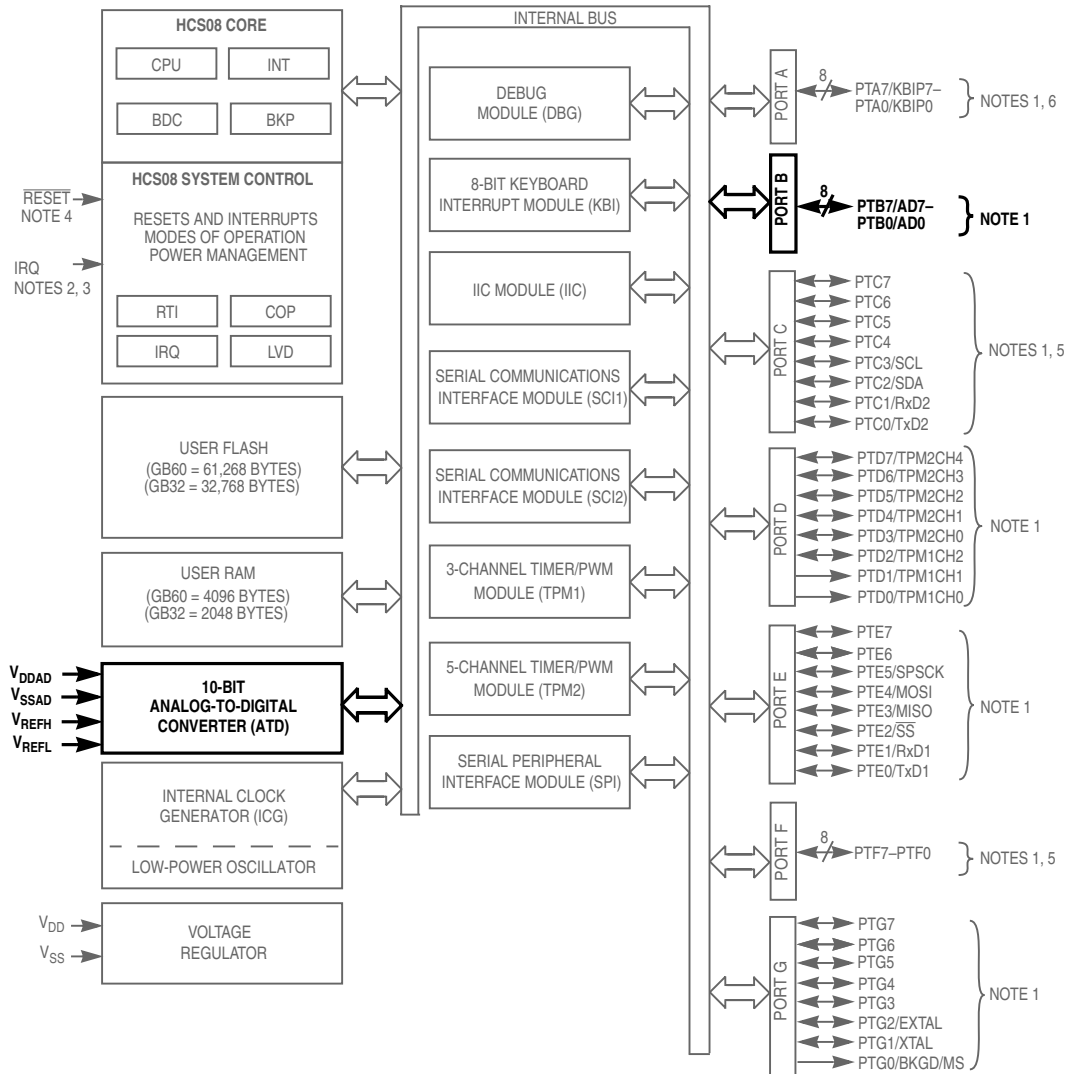 INTERNAL BUS
HCS08 CORE
CPU
INT
BDC
BKP
HCS08 SYSTEM CONTROL
RESETS AND INTERRUPTS
MODES OF OPERATION
POWER MANAGEMENT
RTI
COP
IRQ
LVD
RESET
NOTE 4
IRQ
NOTES 2, 3
USER FLASH
(GB60 = 61,268 BYTES)
(GB32 = 32,768 BYTES)
USER RAM
(GB60 = 4096 BYTES)
(GB32 = 2048 BYTES)
VDDAD
VSSAD
VREFH
VREFL
10-BIT
ANALOG-TO-DIGITAL
CONVERTER (ATD)
INTERNAL CLOCK
GENERATOR (ICG)
LOW-POWER OSCILLATOR
VDD
VSS
VOLTAGE
REGULATOR
DEBUG
MODULE (DBG)
8-BIT KEYBOARD
INTERRUPT MODULE (KBI)
IIC MODULE (IIC)
SERIAL COMMUNICATIONS
INTERFACE MODULE (SCI1)
SERIAL COMMUNICATIONS
INTERFACE MODULE (SCI2)
3-CHANNEL TIMER/PWM
MODULE (TPM1)
5-CHANNEL TIMER/PWM
MODULE (TPM2)
SERIAL PERIPHERAL
INTERFACE MODULE (SPI)
PORT A
8
PTA7/KBIP7–
PTA0/KBIP0
NOTES 1, 6
PORT B
8
PTB7/AD7–
PTB0/AD0
NOTE 1
PORT C
PTC7
PTC6
PTC5
PTC4
PTC3/SCL
PTC2/SDA
PTC1/RxD2
PTC0/TxD2
NOTES 1, 5
PORT D
PTD7/TPM2CH4
PTD6/TPM2CH3
PTD5/TPM2CH2
PTD4/TPM2CH1
PTD3/TPM2CH0
PTD2/TPM1CH2
PTD1/TPM1CH1
PTD0/TPM1CH0
NOTE 1
PORT E
PTE7
PTE6
PTE5/SPSCK
PTE4/MOSI
PTE3/MISO
PTE2/SS
PTE1/RxD1
PTE0/TxD1
NOTE 1
PORT F
8
PTF7–PTF0
NOTES 1, 5
PORT G
PTG7
PTG6
PTG5
PTG4
PTG3
PTG2/EXTAL
PTG1/XTAL
PTG0/BKGD/MS
NOTE 1